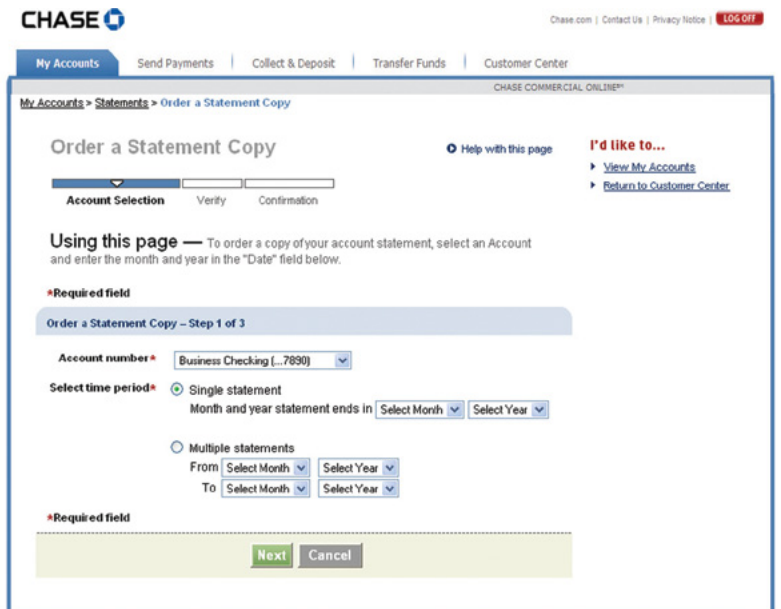 CHASE
Chase.com | Contact Us | Privacy Notice | LOG OFF
My Accounts Send Payments Collect & Deposit Transfer Funds Customer Center
CHASE COMMERCIAL ONLINE℠
My Accounts > Statements > Order a Statement Copy
Order a Statement Copy
Help with this page
I'd like to...
View My Accounts
Return to Customer Center
Account Selection Verify Confirmation
Using this page — To order a copy of your account statement, select an Account
and enter the month and year in the "Date" field below.
*Required field
Order a Statement Copy – Step 1 of 3
Account number* Business Checking (...7890)
Select time period* Single statement
Month and year statement ends in Select Month Select Year
Multiple statements
From Select Month Select Year
To Select Month Select Year
*Required field
Next Cancel